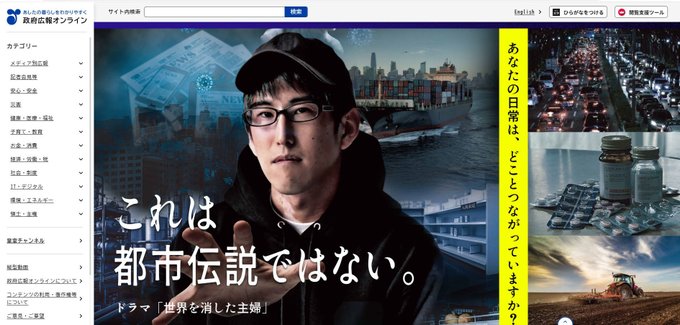 あしたの暮らしをわかりやすく
政府広報オンライン
サイト内検索
検索
English
ひらがなをつける
閲覧支援ツール
カテゴリー
メディア別広報
記者会見等
安心・安全
災害
健康・医療・福祉
子育て・教育
お金・消費
経済・労働・税
社会・制度
IT・デジタル
環境・エネルギー
領土・主権
皇室チャンネル
縦型動画
政府広報オンラインについて
コンテンツの利用・著作権等
について
ご意見・ご要望
NEWS
これは
都市伝説ではない。
ドラマ「世界を消した主婦」
あなたの日常は、どことつながっていますか？